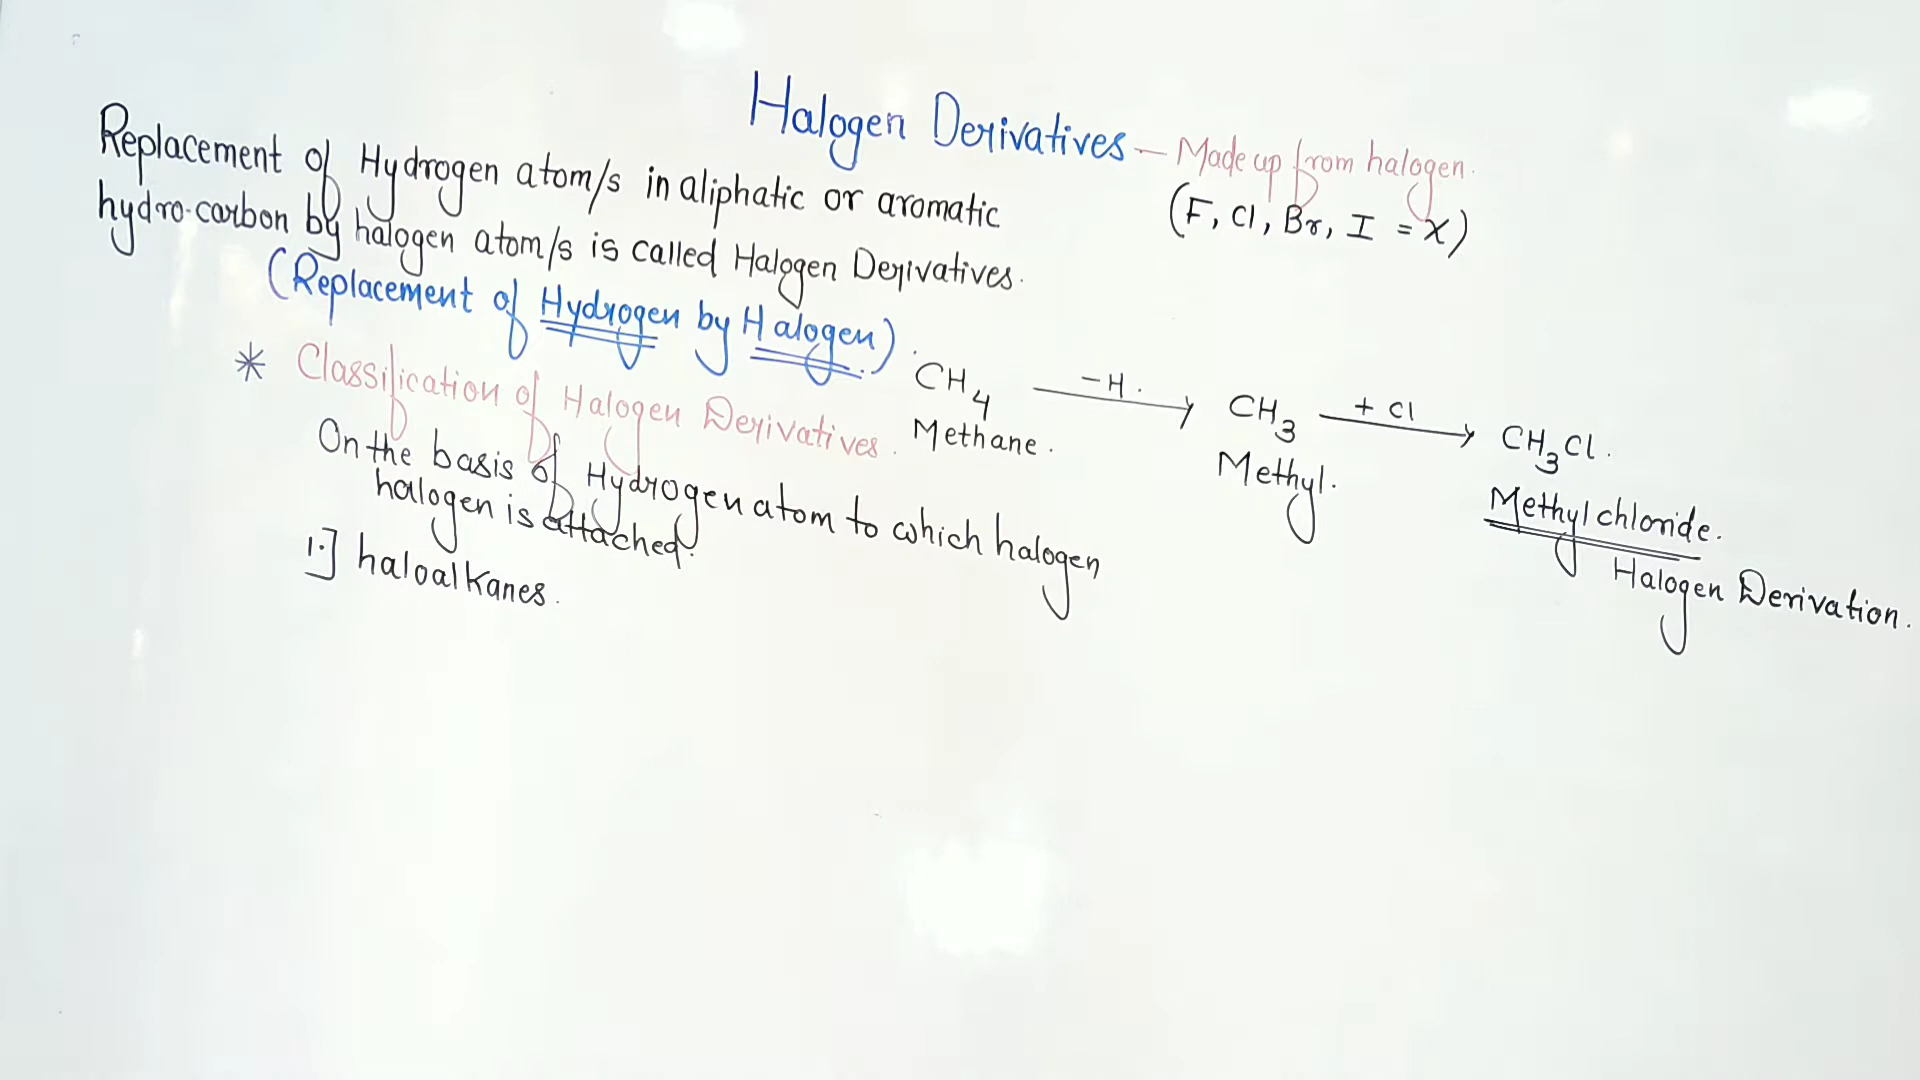 Halogen Derivatives — Made up from halogen.
(F, Cl, Br, I = X)
Replacement of Hydrogen atom/s in aliphatic or aromatic
hydro-carbon by halogen atom/s is called Halogen Derivatives.
(Replacement of Hydrogen by Halogen)
* Classification of Halogen Derivatives.
On the basis of Hydrogen atom to which halogen
halogen is attached.
1.] haloalkanes.
CH₄ —-H.→ CH₃ —+Cl→ CH₃Cl.
Methane. Methyl. Methyl chloride.
Halogen Derivation.